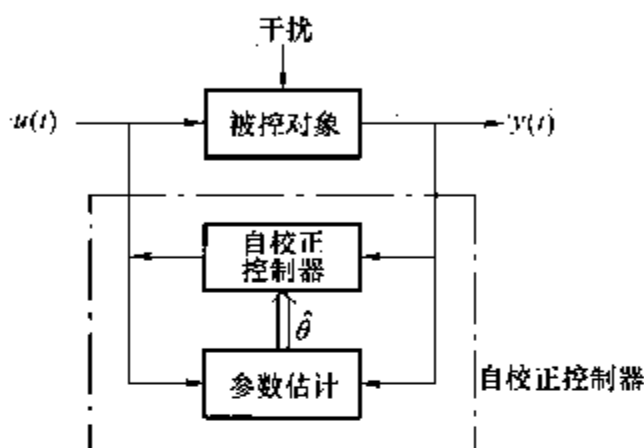 干扰
u(t)
被控对象
y(t)
自校正
控制器
θ̂
参数估计
自校正控制器